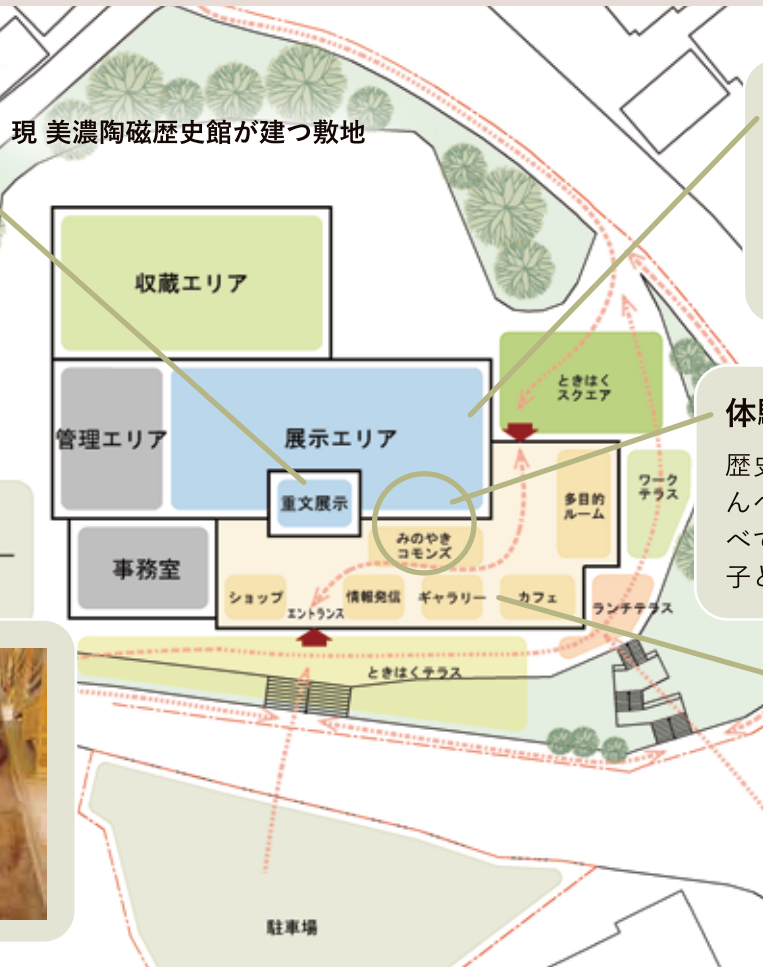 現 美濃陶磁歴史館が建つ敷地
収蔵エリア
ときはく
スクエア
体験
管理エリア
展示エリア
歴史
ワーク
テラス
重文展示
多目的
ルーム
んべ
みのやき
コモンズ
べて
事務室
子ど
ショップ
情報発信
ギャラリー
カフェ
エントランス
ランチテラス
ときはくテラス
駐車場